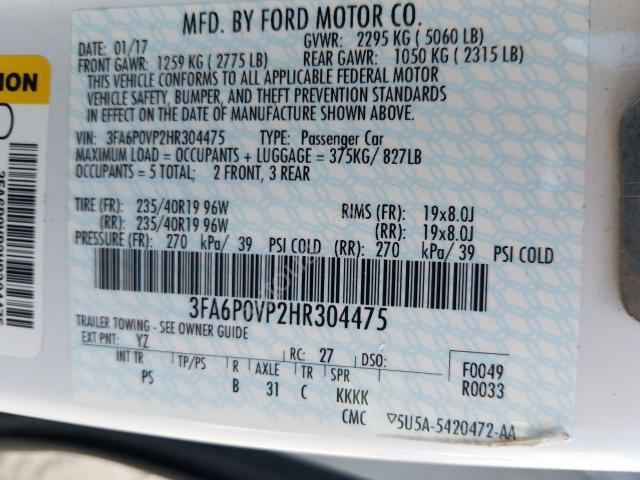 MFD. BY FORD MOTOR CO.
DATE: 01/17 GVWR: 2295 KG ( 5060 LB)
FRONT GAWR: 1259 KG ( 2775 LB) REAR GAWR: 1050 KG ( 2315 LB)
THIS VEHICLE CONFORMS TO ALL APPLICABLE FEDERAL MOTOR
VEHICLE SAFETY, BUMPER, AND THEFT PREVENTION STANDARDS
IN EFFECT ON THE DATE OF MANUFACTURE SHOWN ABOVE.
VIN: 3FA6P0VP2HR304475 TYPE: Passenger Car
MAXIMUM LOAD = OCCUPANTS + LUGGAGE = 375KG/ 827LB
OCCUPANTS = 5 TOTAL; 2 FRONT, 3 REAR
TIRE (FR): 235/40R19 96W RIMS (FR): 19x8.0J
(RR): 235/40R19 96W (RR): 19x8.0J
PRESSURE (FR): 270 kPa/ 39 PSI COLD (RR): 270 kPa/ 39 PSI COLD
3FA6P0VP2HR304475
TRAILER TOWING - SEE OWNER GUIDE
EXT PNT: YZ RC: 27 DSO: F0049
INT TR TP/PS R AXLE TR SPR R0033
PS B 31 C KKKK
CMC ▽5U5A-5420472-AA